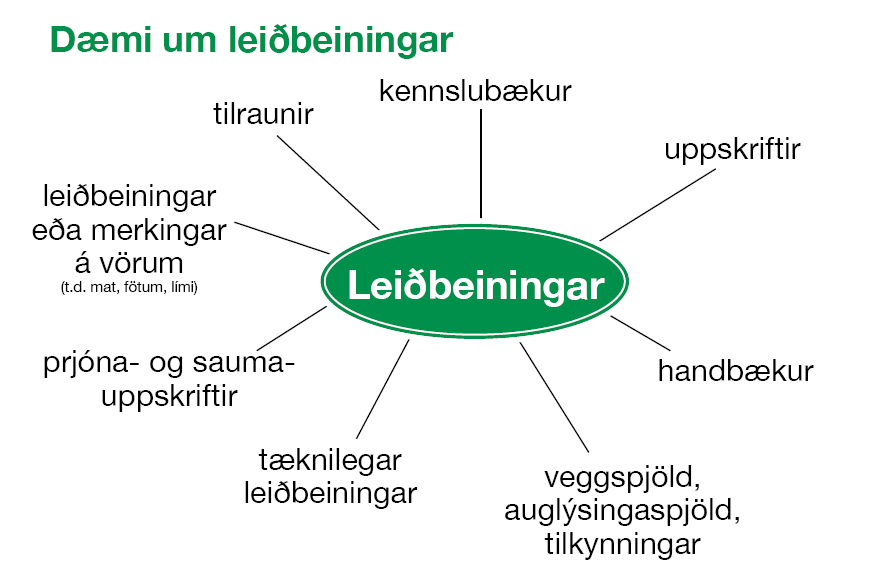 Dæmi um leiðbeiningar
kennslubækur
tilraunir
uppskriftir
leiðbeiningar
eða merkingar
á vörum
(t.d. mat, fötum, lími)
Leiðbeiningar
prjóna- og sauma-
uppskriftir
handbækur
tæknilegar
leiðbeiningar
veggspjöld,
auglýsingaspjöld,
tilkynningar